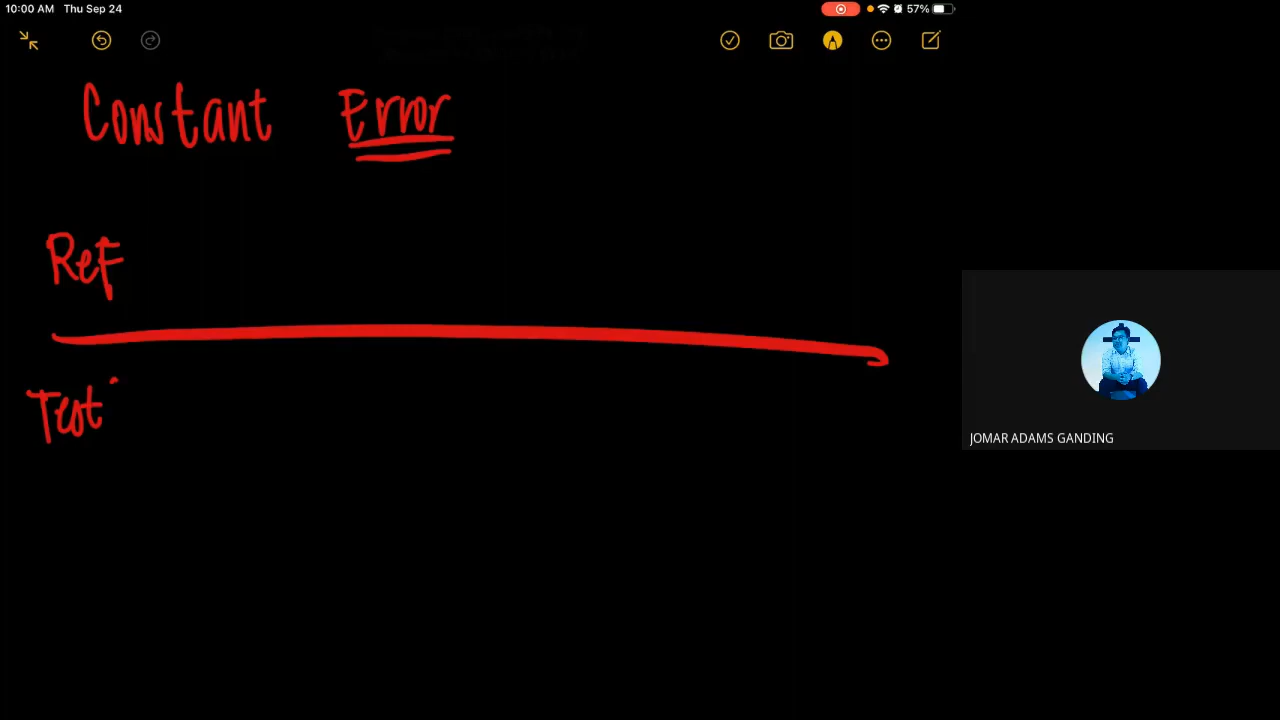 10:00 AM Thu Sep 24
57%
Constant Error
Ref
Test
JOMAR ADAMS GANDING